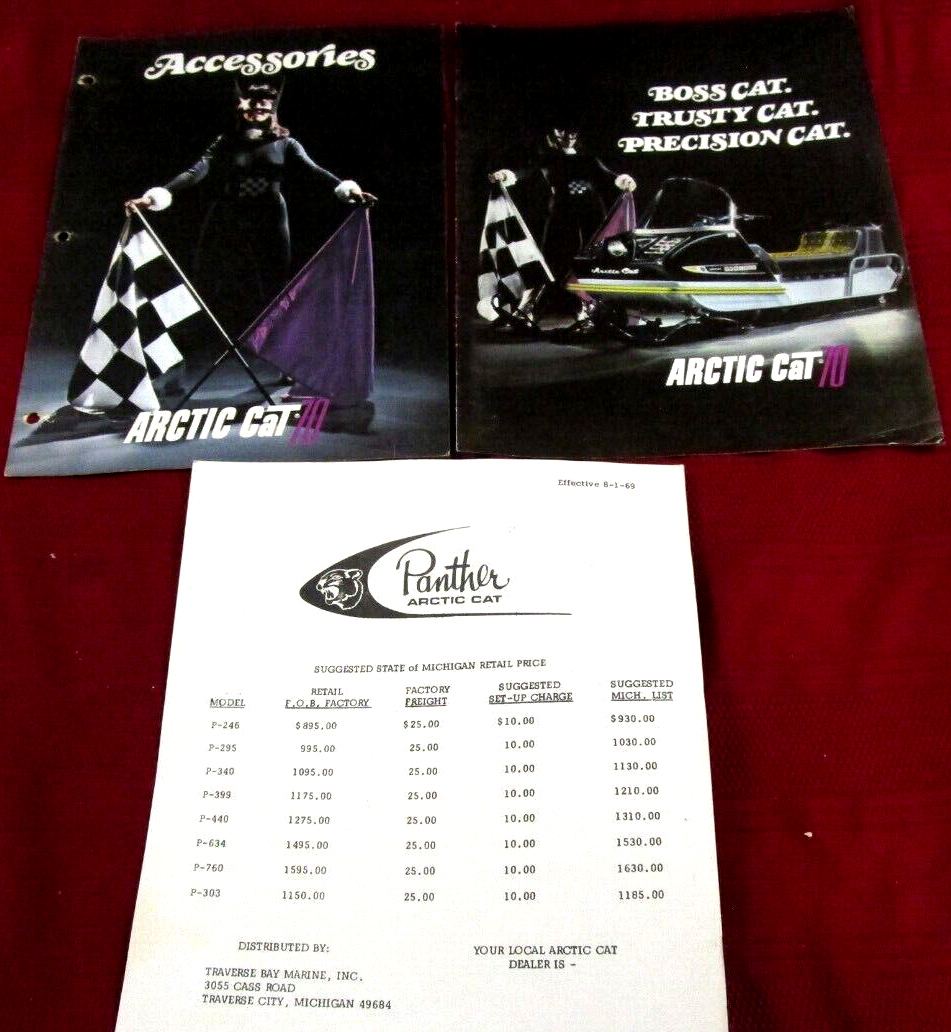 Accessories
ARCTIC CaT 70
BOSS CAT.
TRUSTY CAT.
PRECISION CAT.
Arctic Cat
ARCTIC CaT 70
Effective 8-1-69
Panther
ARCTIC CAT
SUGGESTED STATE of MICHIGAN RETAIL PRICE
MODEL RETAIL F.O.B. FACTORY FACTORY FREIGHT SUGGESTED SET-UP CHARGE SUGGESTED MICH. LIST
P-246 $895.00 $25.00 $10.00 $930.00
P-295 995.00 25.00 10.00 1030.00
P-340 1095.00 25.00 10.00 1130.00
P-399 1175.00 25.00 10.00 1210.00
P-440 1275.00 25.00 10.00 1310.00
P-634 1495.00 25.00 10.00 1530.00
P-760 1595.00 25.00 10.00 1630.00
P-303 1150.00 25.00 10.00 1185.00
DISTRIBUTED BY:
TRAVERSE BAY MARINE, INC.
3055 CASS ROAD
TRAVERSE CITY, MICHIGAN 49684
YOUR LOCAL ARCTIC CAT
DEALER IS -